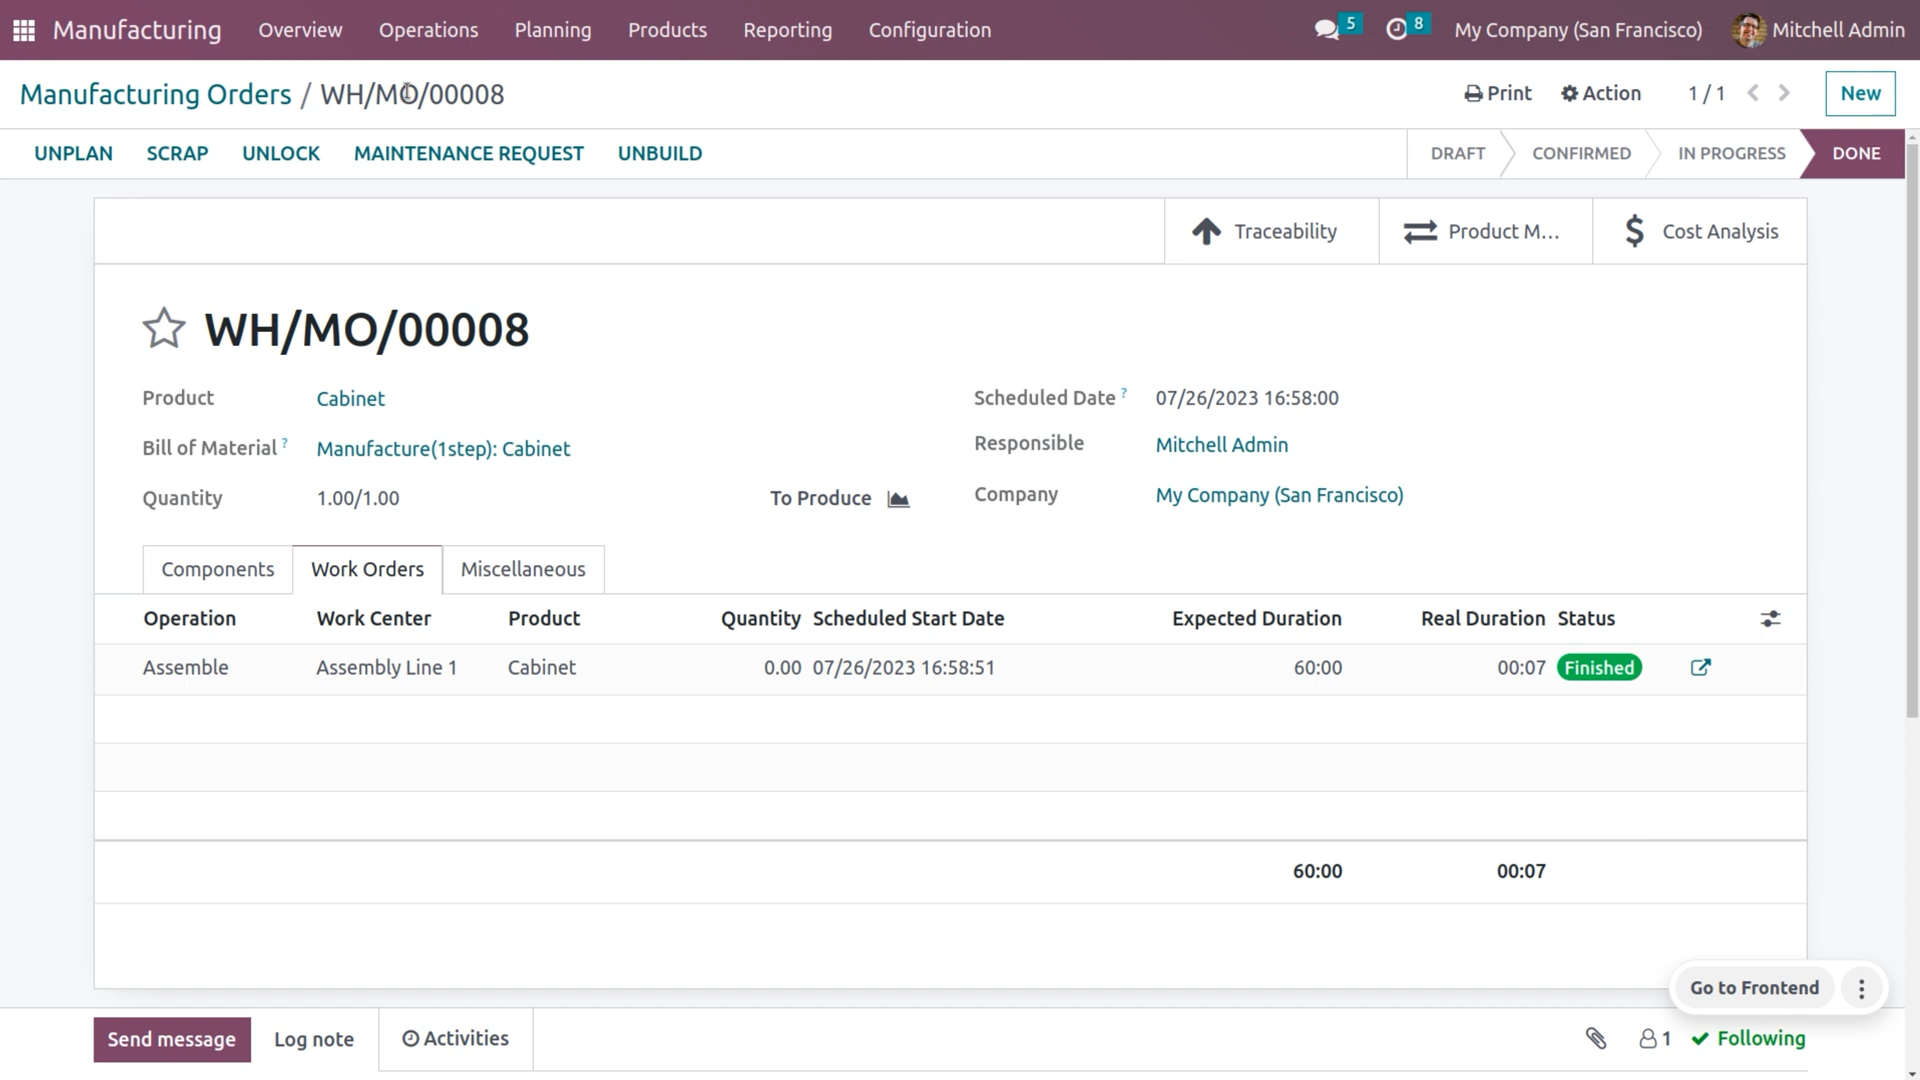 Manufacturing Overview Operations Planning Products Reporting Configuration 5 8 My Company (San Francisco) Mitchell Admin
Manufacturing Orders / WH/MO/00008 Print Action 1 / 1 New
UNPLAN SCRAP UNLOCK MAINTENANCE REQUEST UNBUILD DRAFT CONFIRMED IN PROGRESS DONE
Traceability Product M... Cost Analysis
WH/MO/00008
Product Cabinet Scheduled Date ? 07/26/2023 16:58:00
Bill of Material ? Manufacture(1step): Cabinet Responsible Mitchell Admin
Quantity 1.00/1.00 To Produce Company My Company (San Francisco)
Components Work Orders Miscellaneous
Operation Work Center Product Quantity Scheduled Start Date Expected Duration Real Duration Status
Assemble Assembly Line 1 Cabinet 0.00 07/26/2023 16:58:51 60:00 00:07 Finished
60:00 00:07
Go to Frontend
Send message Log note Activities 1 Following